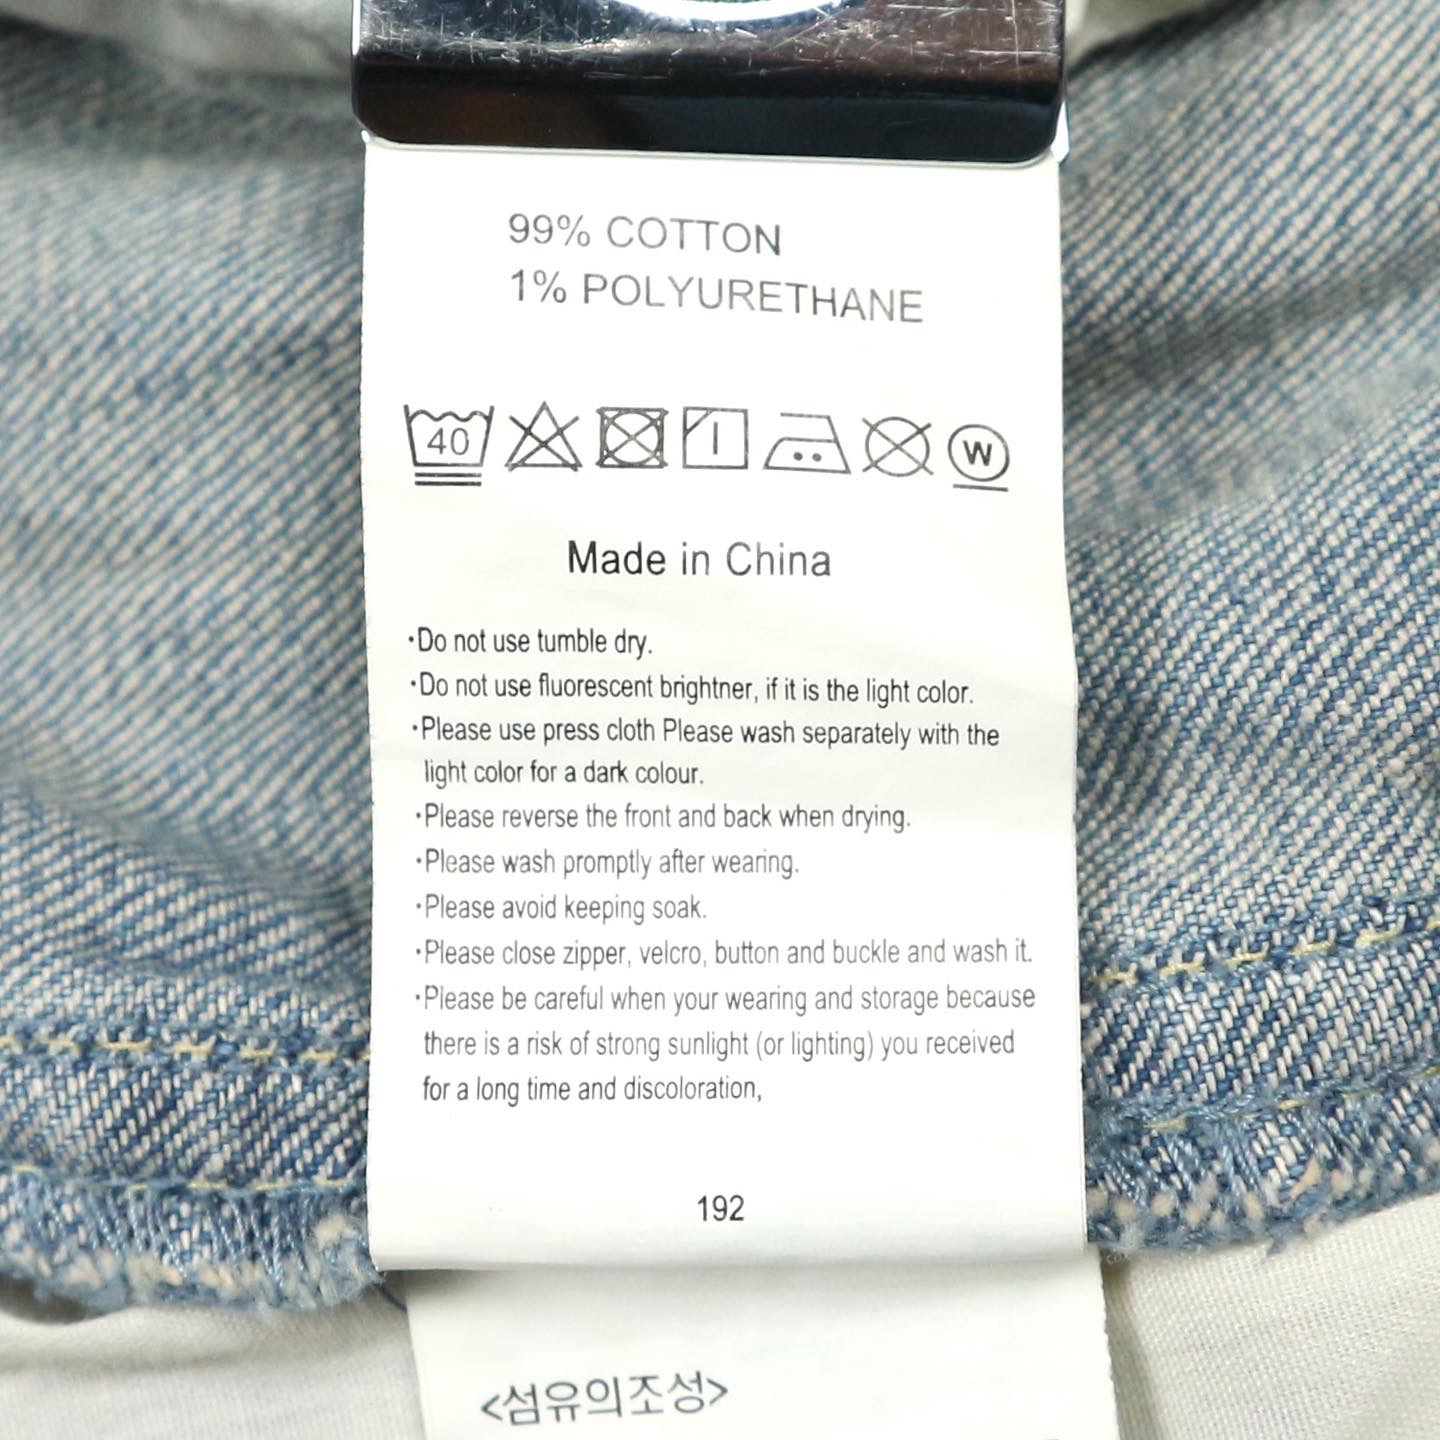 99% COTTON
1% POLYURETHANE
40
W
Made in China
·Do not use tumble dry.
·Do not use fluorescent brightner, if it is the light color.
·Please use press cloth Please wash separately with the
light color for a dark colour.
·Please reverse the front and back when drying.
·Please wash promptly after wearing.
·Please avoid keeping soak.
·Please close zipper, velcro, button and buckle and wash it.
·Please be careful when your wearing and storage because
there is a risk of strong sunlight (or lighting) you received
for a long time and discoloration,
192
<섬유의조성>